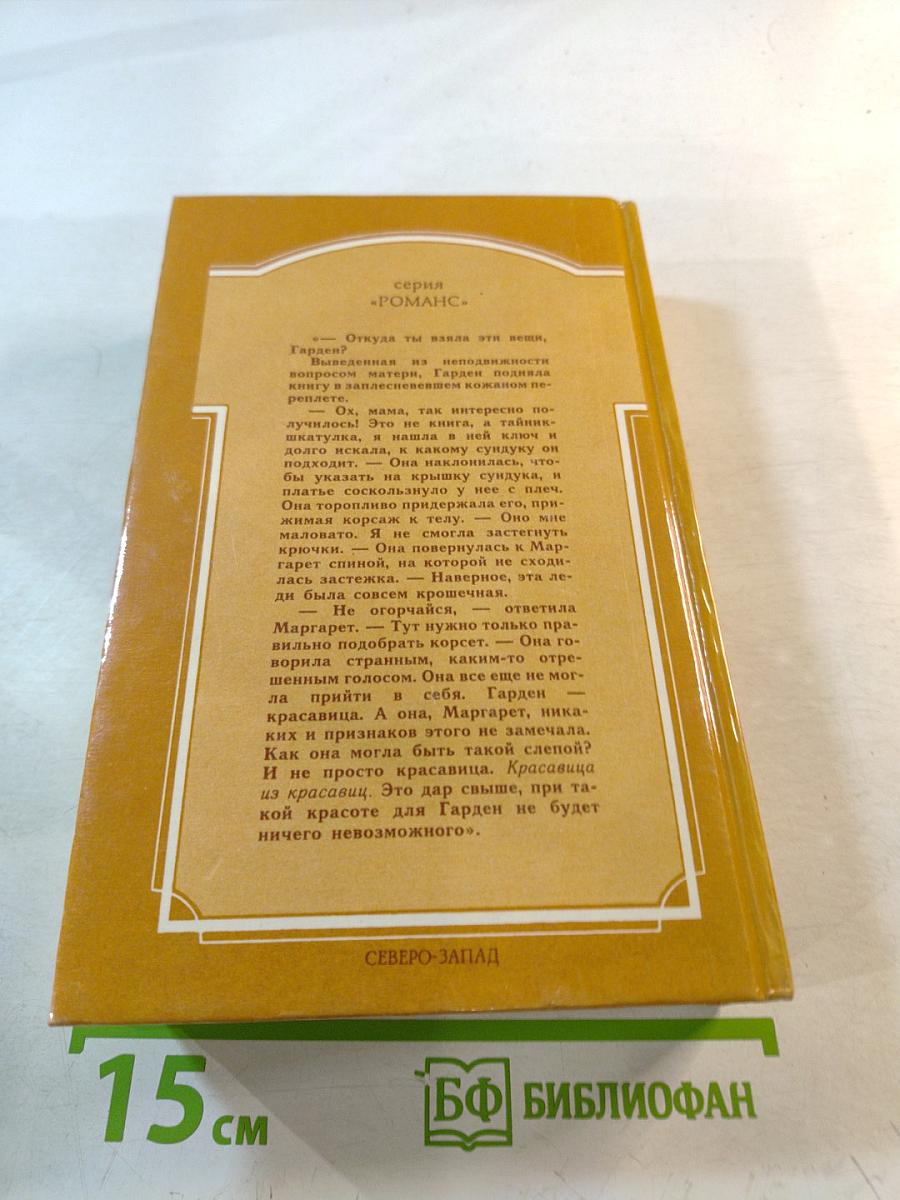 серия
«РОМАНС»
«— Откуда ты взяла эти вещи,
Гарден?
Выведенная из неподвижности
вопросом матери, Гарден подняла
книгу в заплесневевшем кожаном пе-
реплете.
— Ох, мама, так интересно по-
лучилось! Это не книга, а тайник-
шкатулка, я нашла в ней ключ и
долго искала, к какому сундуку он
подходит. — Она наклонилась, что-
бы указать на крышку сундука, и
платье соскользнуло у нее с плеч.
Она торопливо придержала его, при-
жимая корсаж к телу. — Оно мне
маловато. Я не смогла застегнуть
крючки. — Она повернулась к Мар-
гарет спиной, на которой не сходи-
лась застежка. — Наверное, эта ле-
ди была совсем крошечная.
— Не огорчайся, — ответила
Маргарет. — Тут нужно только пра-
вильно подобрать корсет. — Она го-
ворила странным, каким-то отре-
шенным голосом. Она все еще не мог-
ла прийти в себя. Гарден —
красавица. А она, Маргарет, ника-
ких и признаков этого не замечала.
Как она могла быть такой слепой?
И не просто красавица. Красавица
из красавиц. Это дар свыше, при та-
кой красоте для Гарден не будет
ничего невозможного».
СЕВЕРО-ЗАПАД
15 см
БФ БИБЛИОФАН